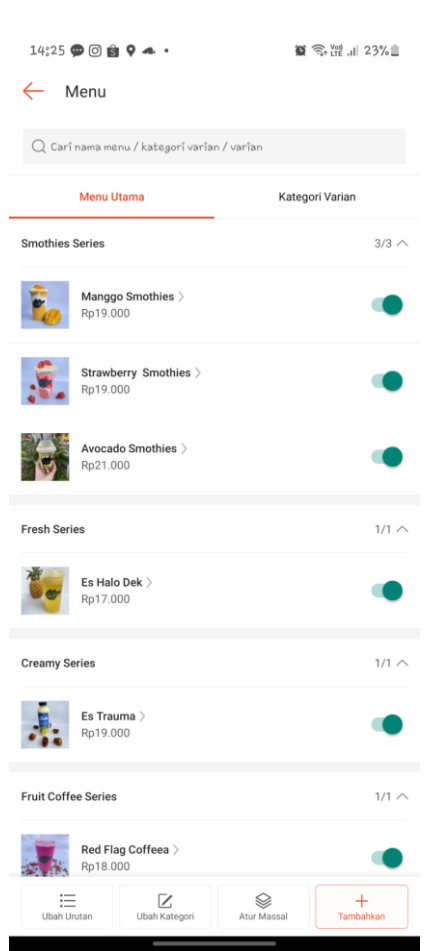 14:25
23%
Menu
Cari nama menu / kategori varian / varian
Menu Utama
Kategori Varian
Smothies Series
3/3
Manggo Smothies
Rp19.000
Strawberry Smothies
Rp19.000
Avocado Smothies
Rp21.000
Fresh Series
1/1
Es Halo Dek
Rp17.000
Creamy Series
1/1
Es Trauma
Rp19.000
Fruit Coffee Series
1/1
Red Flag Coffeea
Rp18.000
Ubah Urutan
Ubah Kategori
Atur Massal
Tambahkan